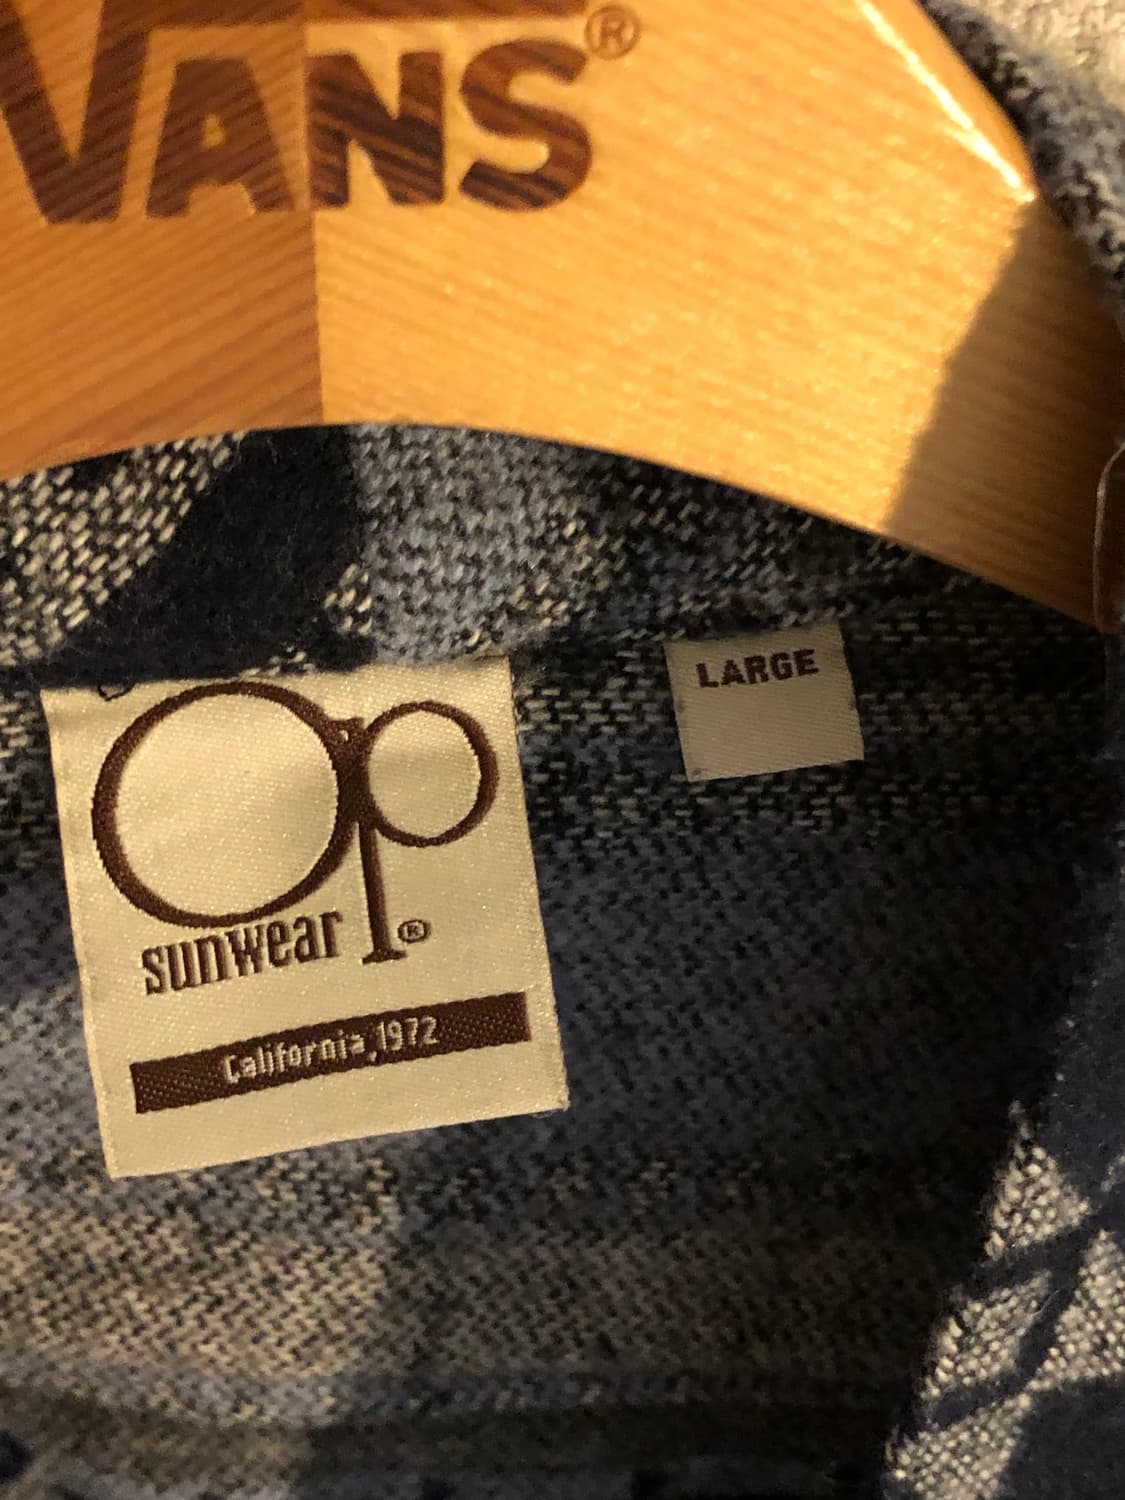 VANS®
LARGE
Op
sunwear ®
California, 1972